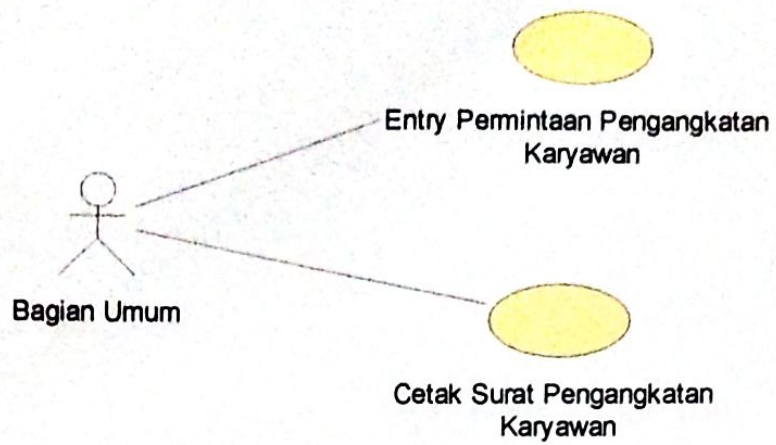 Entry Permintaan Pengangkatan
Karyawan
Bagian Umum
Cetak Surat Pengangkatan
Karyawan